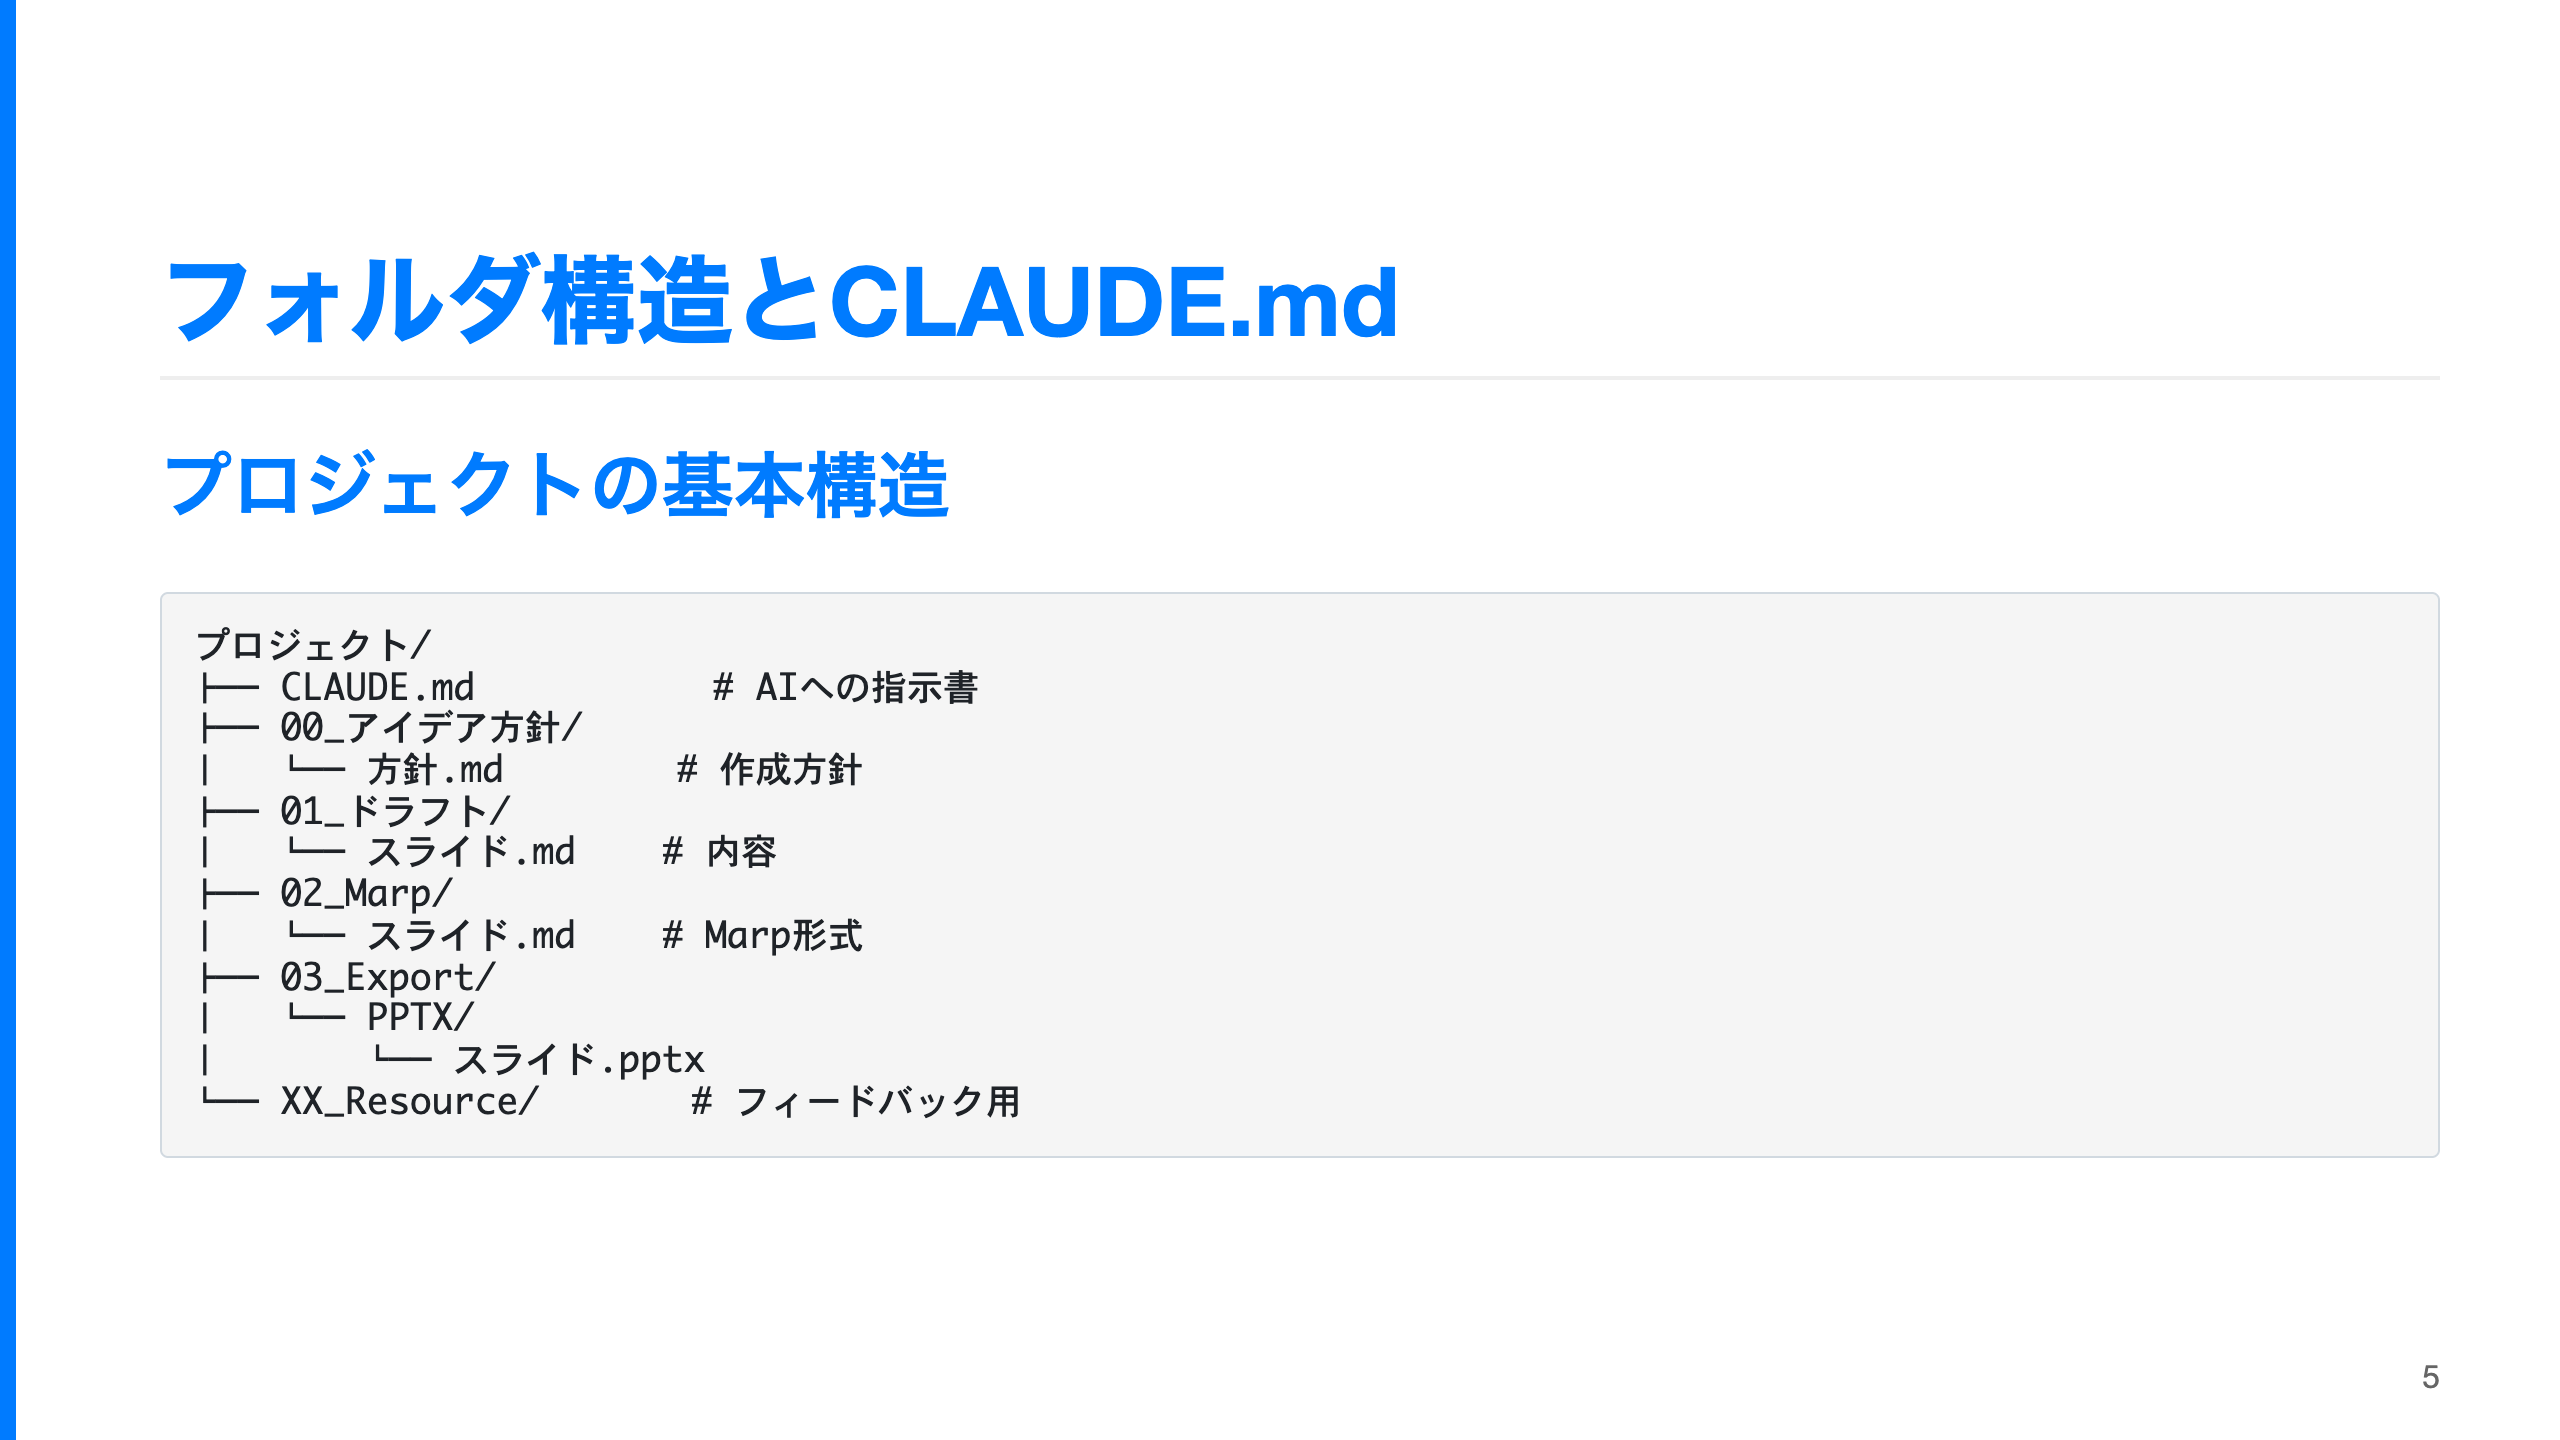 フォルダ構造とCLAUDE.md
プロジェクトの基本構造
プロジェクト/
├── CLAUDE.md           # AIへの指示書
├── 00_アイデア方針/
│   └── 方針.md        # 作成方針
├── 01_ドラフト/
│   └── スライド.md    # 内容
├── 02_Marp/
│   └── スライド.md    # Marp形式
├── 03_Export/
│   └── PPTX/
│       └── スライド.pptx
└── XX_Resource/       # フィードバック用
5